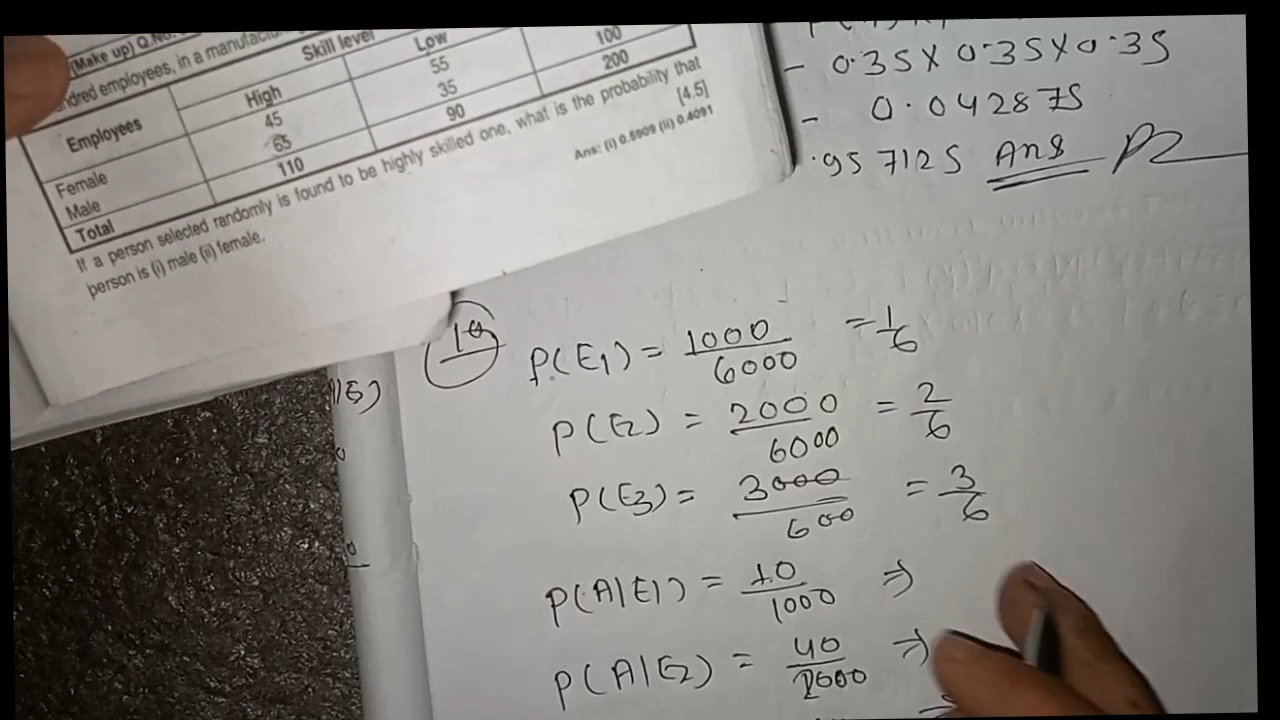 (Make up) Q.No.
employees, in a manufacturing
Employees Skill level
High Low
Female 45 55 100
Male 65 35
Total 110 90 200
If a person selected randomly is found to be highly skilled one, what is the probability that
person is (i) male (ii) female. [4.5]
Ans: (i) 0.5909 (ii) 0.4091
- 0.35 X 0.35 X 0.35
- 0.042875
.957125 Ans
P(E1) = 1000/6000 = 1/6
P(E2) = 2000/6000 = 2/6
P(E3) = 3000/600 = 3/6
P(A|E1) = 10/1000 ⇒
P(A|E2) = 40/2000 ⇒